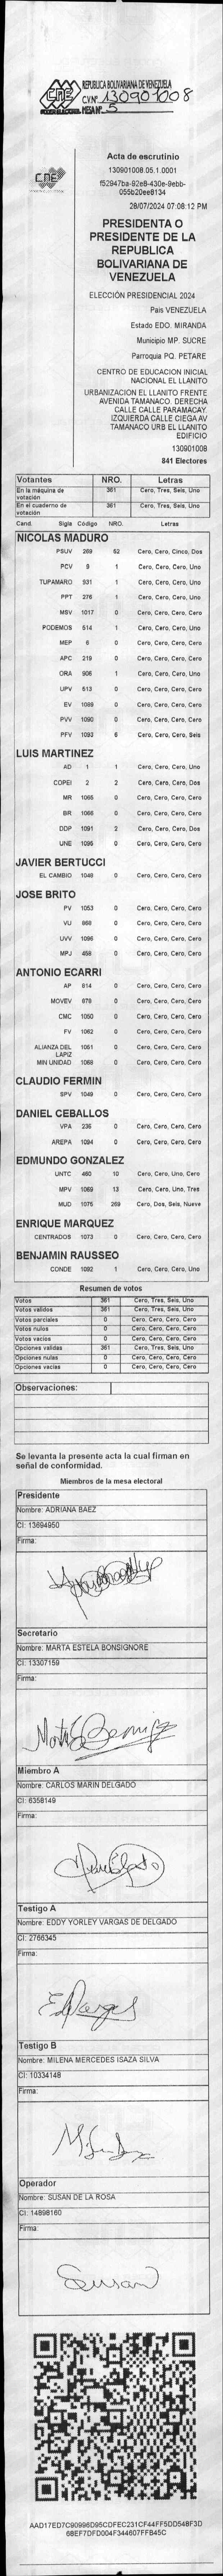 CNE
PODER ELECTORAL
REPUBLICA BOLIVARIANA DE VENEZUELA
CVNº 130901008
MESA Nº 5
CNE
Acta de escrutinio
130901008.05.1.0001
f52947ba-92e8-430e-9ebb-
055b20ee8134
28/07/2024 07:08:12 PM
PRESIDENTA O
PRESIDENTE DE LA
REPUBLICA
BOLIVARIANA DE
VENEZUELA
ELECCIÓN PRESIDENCIAL 2024
Pais VENEZUELA
Estado EDO. MIRANDA
Municipio MP. SUCRE
Parroquia PQ. PETARE
CENTRO DE EDUCACION INICIAL
NACIONAL EL LLANITO
URBANIZACION EL LLANITO FRENTE
AVENIDA TAMANACO. DERECHA
CALLE CALLE PARAMACAY.
IZQUIERDA CALLE CIEGA AV
TAMANACO URB EL LLANITO
EDIFICIO
130901008
841 Electores
Votantes NRO. Letras
En la máquina de votación 361 Cero, Tres, Seis, Uno
En el cuaderno de votación 361 Cero, Tres, Seis, Uno
Cand. Sigla Código NRO. Letras
NICOLAS MADURO
PSUV 269 52 Cero, Cero, Cinco, Dos
PCV 9 1 Cero, Cero, Cero, Uno
TUPAMARO 931 1 Cero, Cero, Cero, Uno
PPT 276 1 Cero, Cero, Cero, Uno
MSV 1017 0 Cero, Cero, Cero, Cero
PODEMOS 514 1 Cero, Cero, Cero, Uno
MEP 6 0 Cero, Cero, Cero, Cero
APC 219 0 Cero, Cero, Cero, Cero
ORA 906 1 Cero, Cero, Cero, Uno
UPV 613 0 Cero, Cero, Cero, Cero
EV 1089 0 Cero, Cero, Cero, Cero
PVV 1090 0 Cero, Cero, Cero, Cero
PFV 1093 6 Cero, Cero, Cero, Seis
LUIS MARTINEZ
AD 1 1 Cero, Cero, Cero, Uno
COPEI 2 2 Cero, Cero, Cero, Dos
MR 1065 0 Cero, Cero, Cero, Cero
BR 1066 0 Cero, Cero, Cero, Cero
DDP 1091 2 Cero, Cero, Cero, Dos
UNE 1095 0 Cero, Cero, Cero, Cero
JAVIER BERTUCCI
EL CAMBIO 1048 0 Cero, Cero, Cero, Cero
JOSE BRITO
PV 1053 0 Cero, Cero, Cero, Cero
VU 860 0 Cero, Cero, Cero, Cero
UVV 1096 0 Cero, Cero, Cero, Cero
MPJ 458 0 Cero, Cero, Cero, Cero
ANTONIO ECARRI
AP 814 0 Cero, Cero, Cero, Cero
MOVEV 878 0 Cero, Cero, Cero, Cero
CMC 1050 0 Cero, Cero, Cero, Cero
FV 1062 0 Cero, Cero, Cero, Cero
ALIANZA DEL LAPIZ 1051 0 Cero, Cero, Cero, Cero
MIN UNIDAD 1068 0 Cero, Cero, Cero, Cero
CLAUDIO FERMIN
SPV 1049 0 Cero, Cero, Cero, Cero
DANIEL CEBALLOS
VPA 236 0 Cero, Cero, Cero, Cero
AREPA 1094 0 Cero, Cero, Cero, Cero
EDMUNDO GONZALEZ
UNTC 460 10 Cero, Cero, Uno, Cero
MPV 1069 13 Cero, Cero, Uno, Tres
MUD 1075 269 Cero, Dos, Seis, Nueve
ENRIQUE MARQUEZ
CENTRADOS 1073 0 Cero, Cero, Cero, Cero
BENJAMIN RAUSSEO
CONDE 1092 1 Cero, Cero, Cero, Uno
Resumen de votos
Votos 361 Cero, Tres, Seis, Uno
Votos validos 361 Cero, Tres, Seis, Uno
Votos parciales 0 Cero, Cero, Cero, Cero
Votos nulos 0 Cero, Cero, Cero, Cero
Votos vacios 0 Cero, Cero, Cero, Cero
Opciones validas 361 Cero, Tres, Seis, Uno
Opciones nulas 0 Cero, Cero, Cero, Cero
Opciones vacias 0 Cero, Cero, Cero, Cero
Observaciones:
Se levanta la presente acta la cual firman en
señal de conformidad.
Miembros de la mesa electoral
Presidente
Nombre: ADRIANA BAEZ
CI: 13694950
Firma:
Secretario
Nombre: MARTA ESTELA BONSIGNORE
CI: 13307159
Firma:
Miembro A
Nombre: CARLOS MARIN DELGADO
CI: 6358149
Firma:
Testigo A
Nombre: EDDY YORLEY VARGAS DE DELGADO
CI: 2766345
Firma:
Testigo B
Nombre: MILENA MERCEDES ISAZA SILVA
CI: 10334148
Firma:
Operador
Nombre: SUSAN DE LA ROSA
CI: 14898160
Firma:
Susan
AAD17ED7C90996D95C0FEC231CF44FF5DD548F3D
68EF7DFD004F344607FFB45C